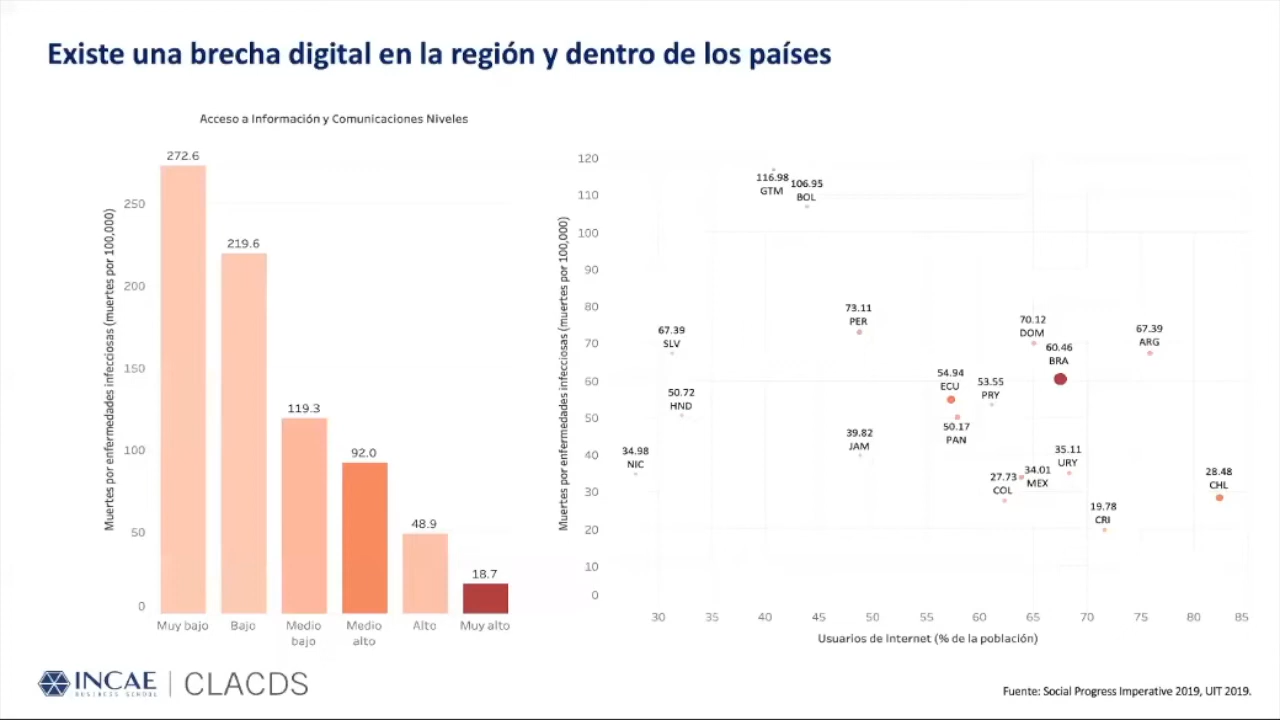 Existe una brecha digital en la región y dentro de los países
Acceso a Información y Comunicaciones Niveles
Muertes por enfermedades infecciosas (muertes por 100,000)
250
200
150
100
50
0
272.6
219.6
119.3
92.0
48.9
18.7
Muy bajo
Bajo
Medio
bajo
Medio
alto
Alto
Muy alto
Muertes por enfermedades infecciosas (muertes por 100,000)
120
110
100
90
80
70
60
50
40
30
20
10
0
116.98
GTM
106.95
BOL
73.11
PER
70.12
DOM
67.39
SLV
67.39
ARG
60.46
BRA
54.94
ECU
53.55
PRY
50.72
HND
50.17
PAN
39.82
JAM
34.98
NIC
35.11
URY
27.73
COL
34.01
MEX
28.48
CHL
19.78
CRI
30
35
40
45
50
55
60
65
70
75
80
85
Usuarios de Internet (% de la población)
INCAE
BUSINESS SCHOOL
CLACDS
Fuente: Social Progress Imperative 2019, UIT 2019.